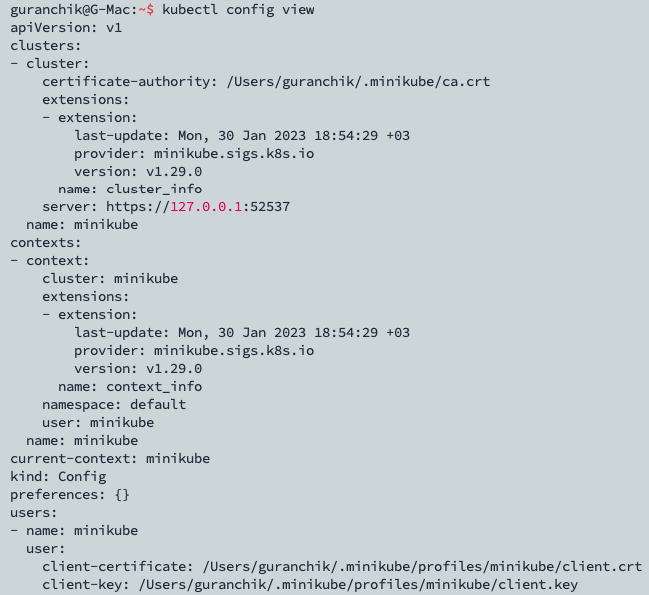 guranchik@G-Mac:~$ kubectl config view
apiVersion: v1
clusters:
- cluster:
    certificate-authority: /Users/guranchik/.minikube/ca.crt
    extensions:
    - extension:
        last-update: Mon, 30 Jan 2023 18:54:29 +03
        provider: minikube.sigs.k8s.io
        version: v1.29.0
      name: cluster_info
    server: https://127.0.0.1:52537
  name: minikube
contexts:
- context:
    cluster: minikube
    extensions:
    - extension:
        last-update: Mon, 30 Jan 2023 18:54:29 +03
        provider: minikube.sigs.k8s.io
        version: v1.29.0
      name: context_info
    namespace: default
    user: minikube
  name: minikube
current-context: minikube
kind: Config
preferences: {}
users:
- name: minikube
  user:
    client-certificate: /Users/guranchik/.minikube/profiles/minikube/client.crt
    client-key: /Users/guranchik/.minikube/profiles/minikube/client.key